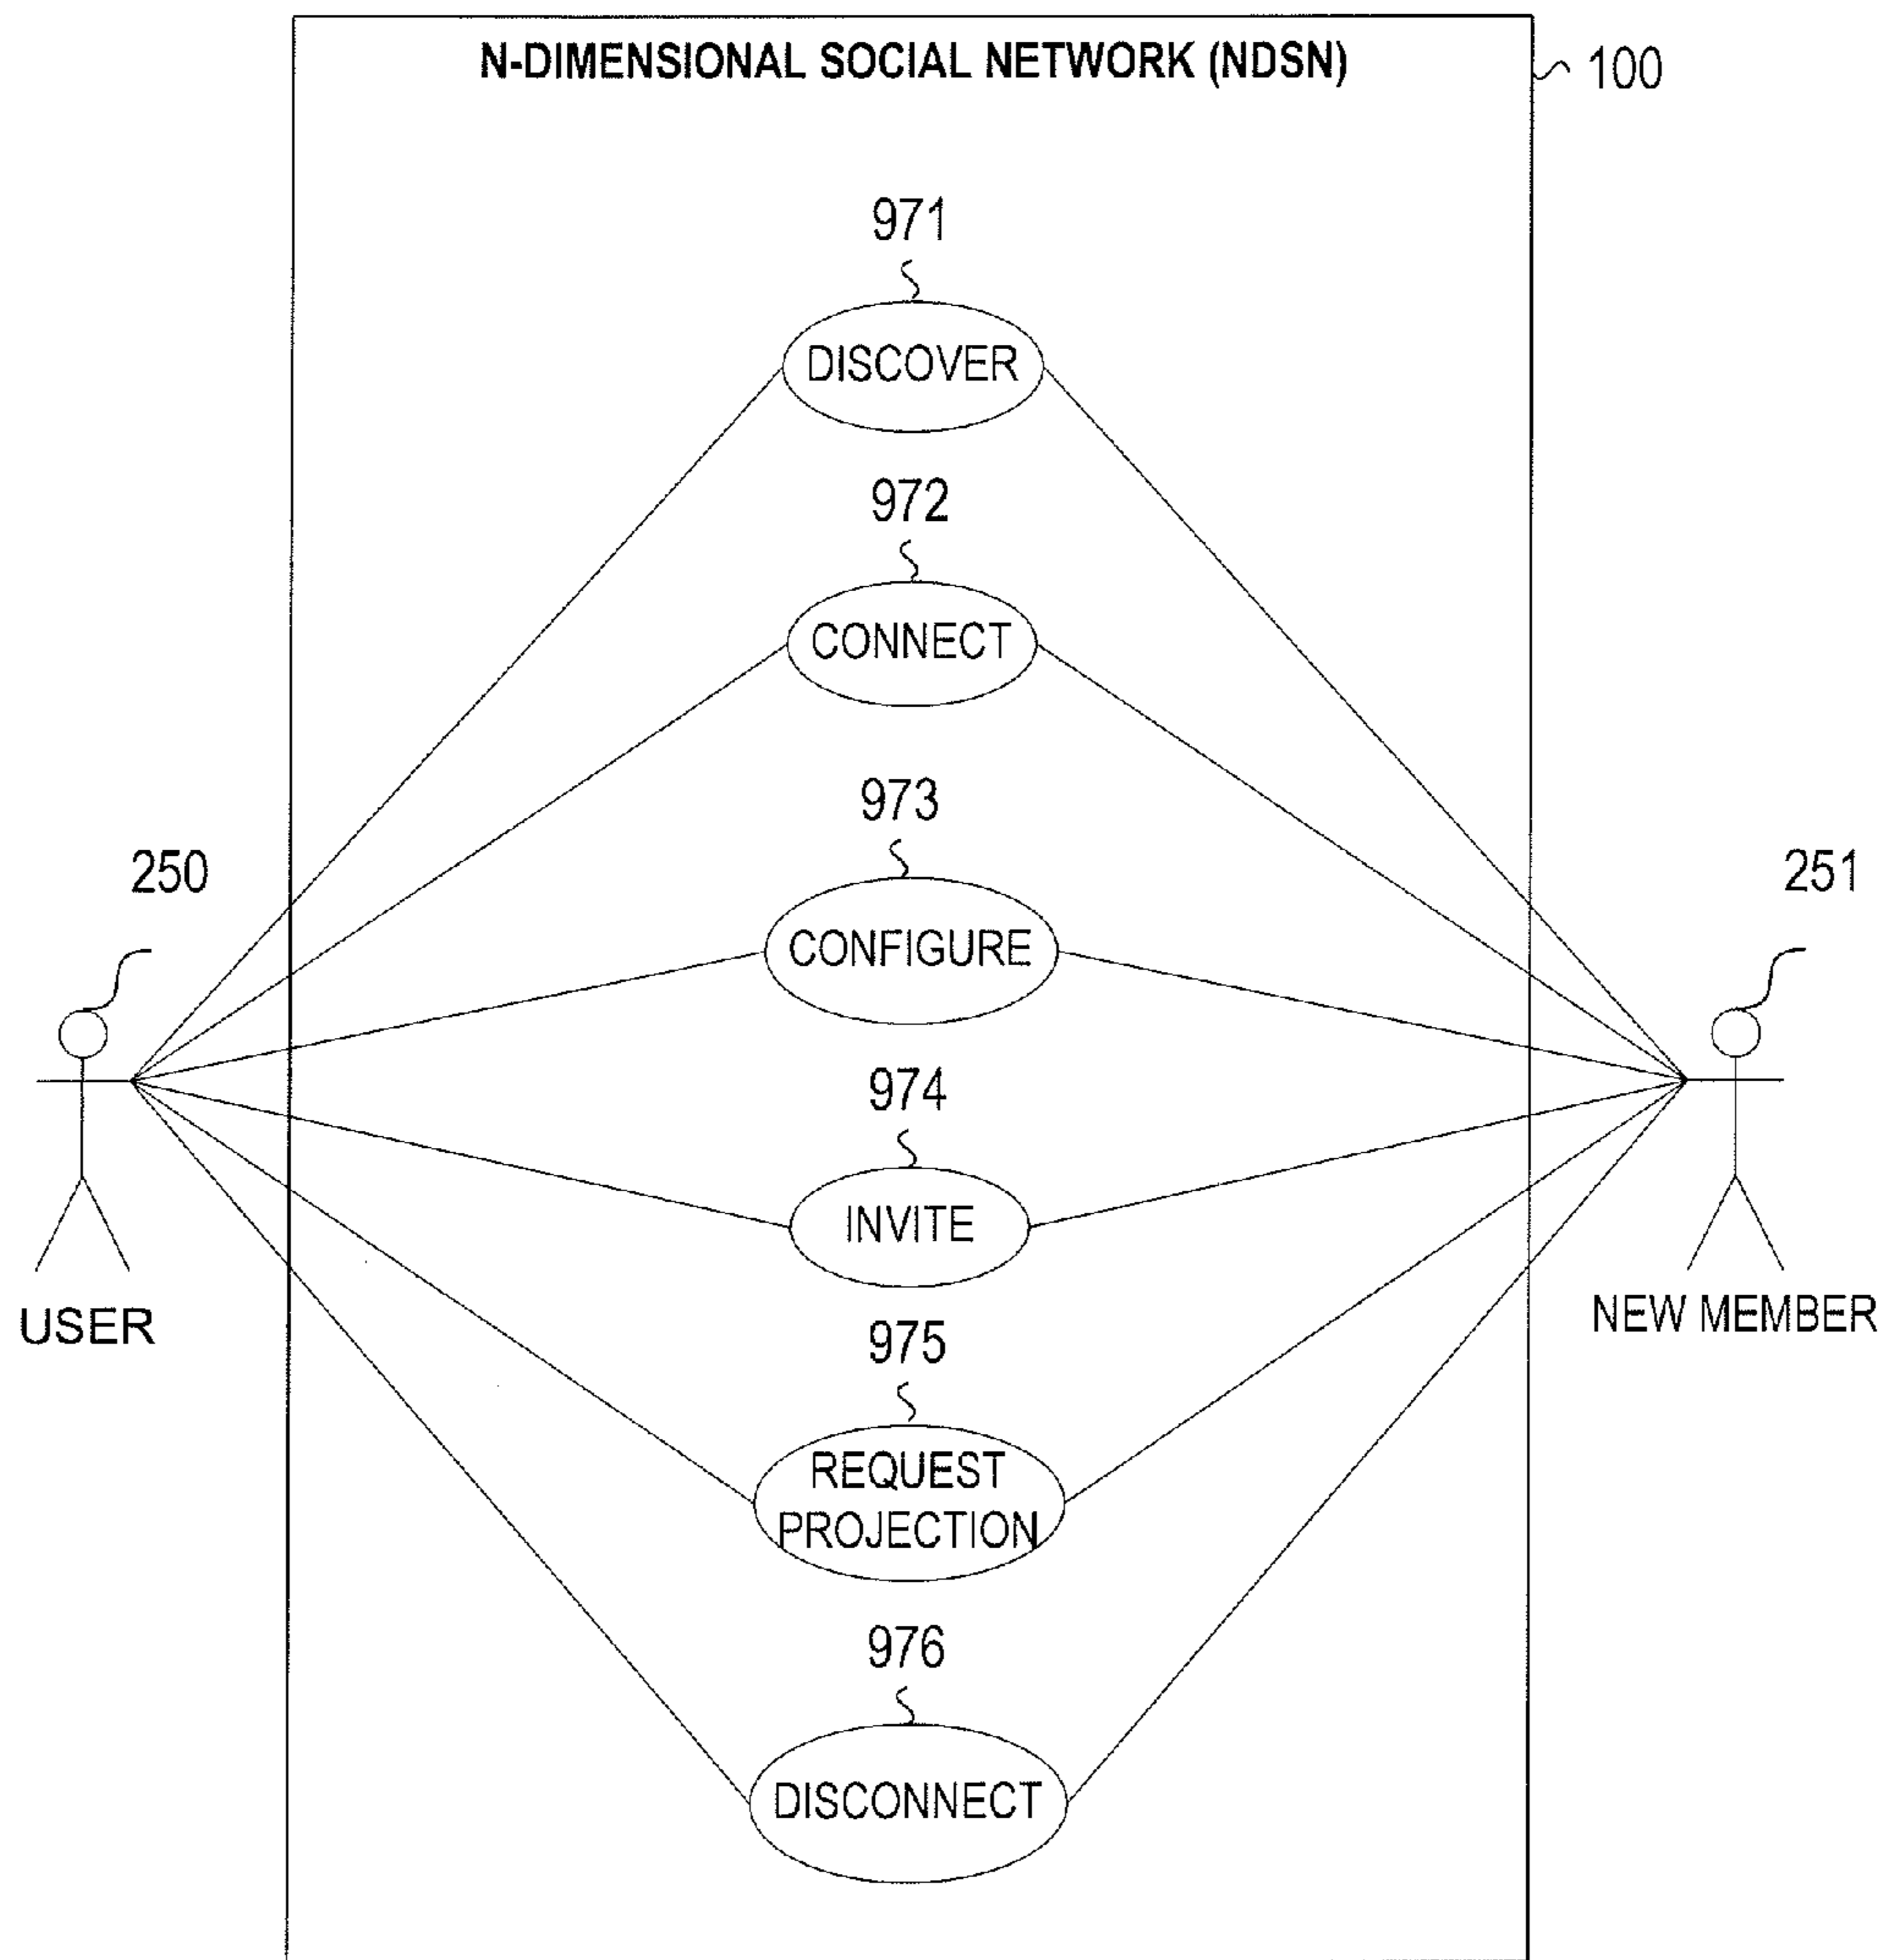 N-DIMENSIONAL SOCIAL NETWORK (NDSN)
100
971
DISCOVER
972
CONNECT
973
CONFIGURE
250
251
974
INVITE
USER
NEW MEMBER
975
REQUEST
PROJECTION
976
DISCONNECT